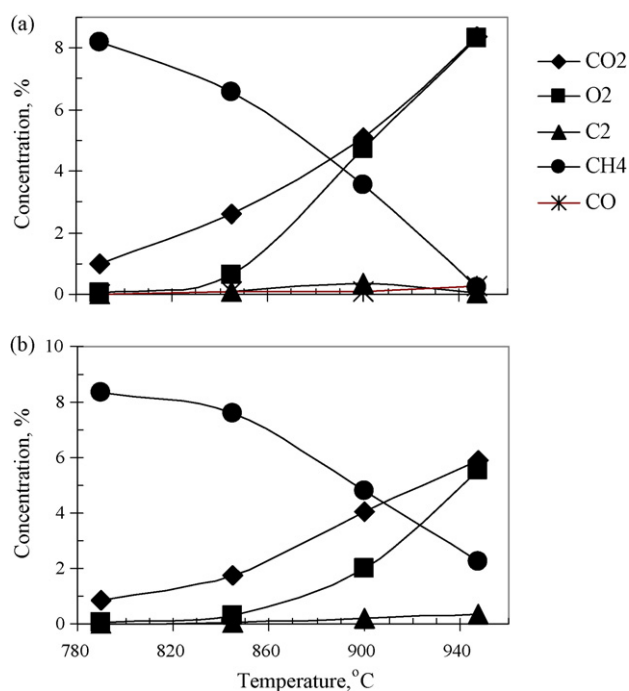 (a)
8
6
4
2
0
Concentration, %
CO2
O2
C2
CH4
CO
(b)
10
8
6
4
2
0
Concentration, %
780
820
860
900
940
Temperature,°C